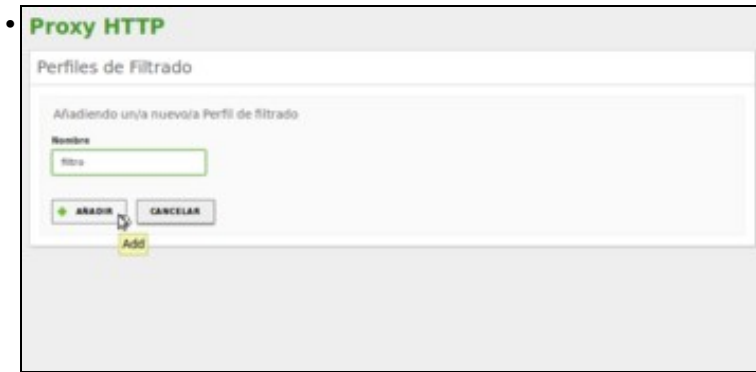 Proxy HTTP
Perfiles de Filtrado
Añadiendo un/a nuevo/a Perfil de filtrado
Nombre
filtro
+ AÑADIR CANCELAR
Add